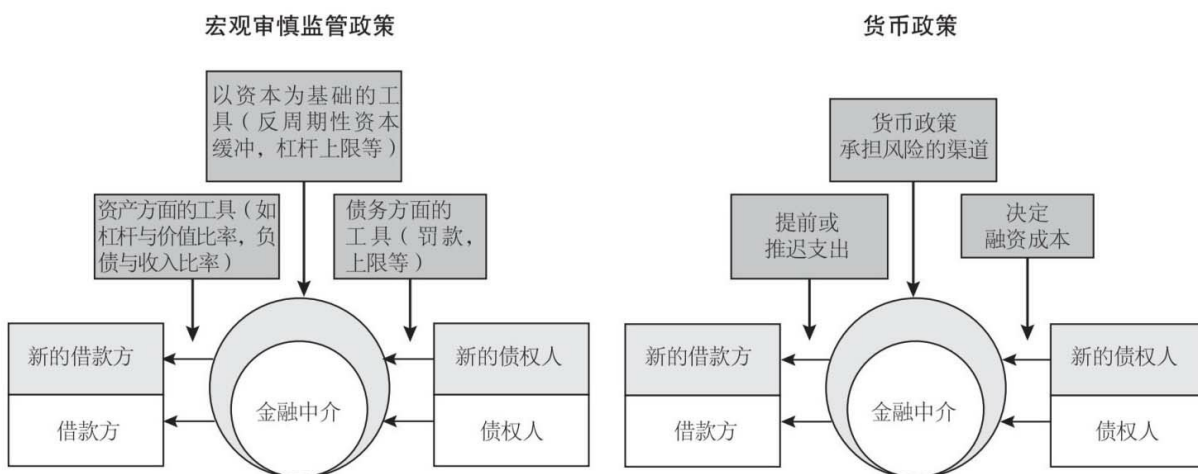 宏观审慎监管政策
以资本为基础的工
具（反周期性资本
缓冲，杠杆上限等）
资产方面的工具（如
杠杆与价值比率，负
债与收入比率）
债务方面的
工具（罚款，
上限等）
新的借款方
借款方
金融中介
新的债权人
债权人
货币政策
货币政策
承担风险的渠道
提前或
推迟支出
决定
融资成本
新的借款方
借款方
金融中介
新的债权人
债权人